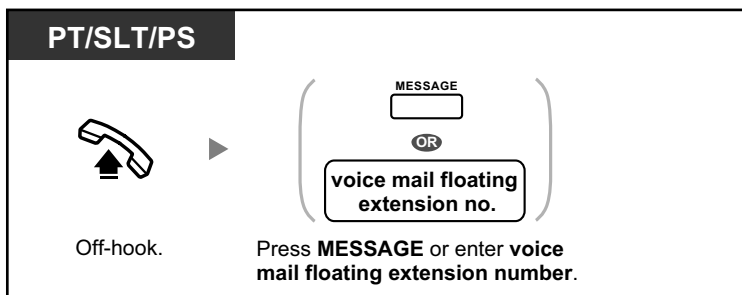 PT/SLT/PS
MESSAGE
OR
voice mail floating
extension no.
Off-hook.
Press MESSAGE or enter voice
mail floating extension number.